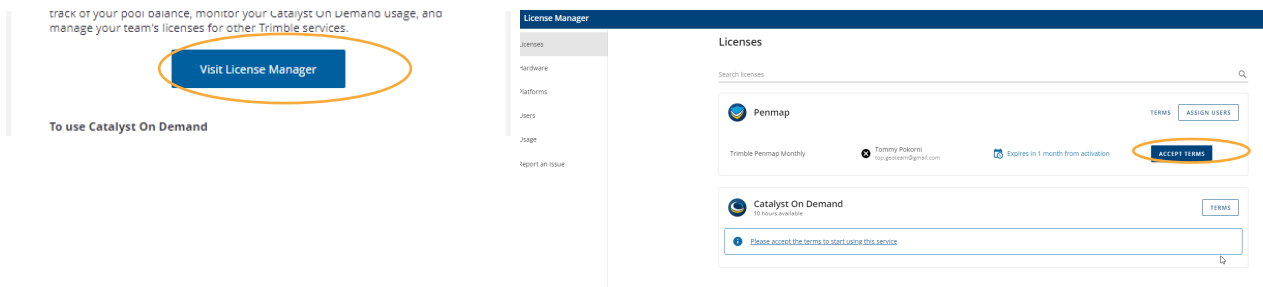 track of your pool balance, monitor your Catalyst On Demand usage, and
manage your team's licenses for other Trimble services.
Visit License Manager
To use Catalyst On Demand
License Manager
Licenses
Hardware
Platforms
Users
Usage
Report an Issue
Licenses
Search licenses
Penmap
TERMS
ASSIGN USERS
Trimble Penmap Monthly
Tommy Pokorni
top.geoteam@gmail.com
Expires in 1 month from activation
ACCEPT TERMS
Catalyst On Demand
10 hours available
TERMS
Please accept the terms to start using this service